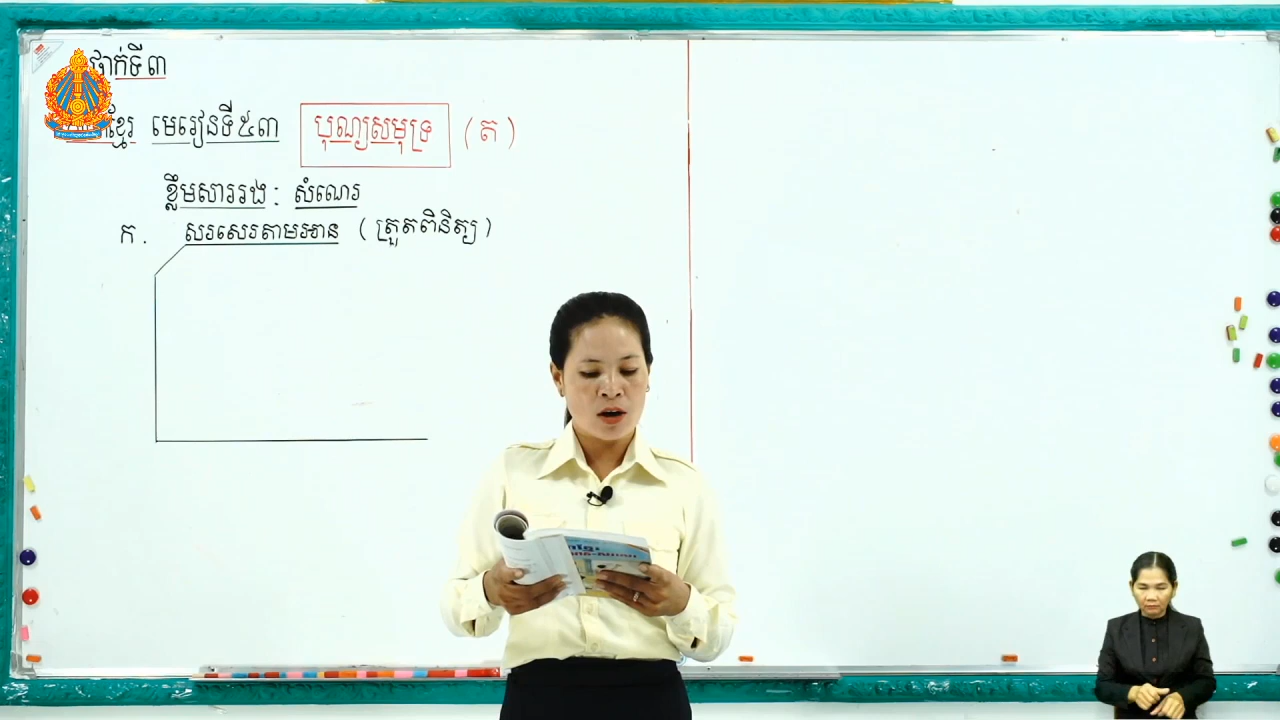 ថ្នាក់ទី៣
ខ្មែរ មេរៀនទី៥៣ បុណ្យសមុទ្រ (ត)
ខ្លឹមសាររង : សំណេរ
ក. សរសេរតាមអាន (ត្រួតពិនិត្យ)